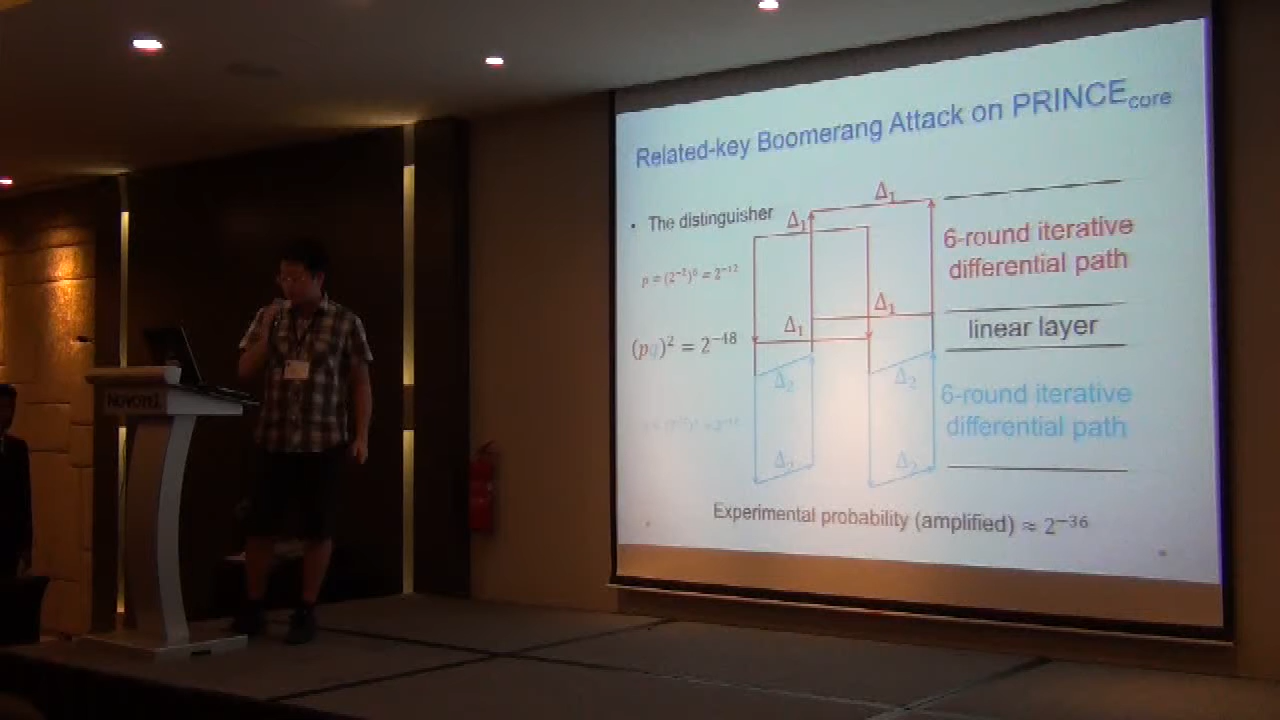 Related-key Boomerang Attack on PRINCEcore
• The distinguisher
Δ₁
Δ₁
6-round iterative
differential path
p = (2⁻²)⁶ = 2⁻¹²
Δ₁
Δ₁
linear layer
(pq)² = 2⁻⁴⁸
Δ₂
Δ₂
6-round iterative
differential path
Δ₂
Δ₂
Experimental probability (amplified) ≈ 2⁻³⁶
NOVOTEL